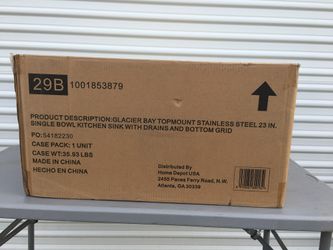 29B 1001853879
PRODUCT DESCRIPTION:GLACIER BAY TOPMOUNT STAINLESS STEEL 23 IN.
SINGLE BOWL KITCHEN SINK WITH DRAINS AND BOTTOM GRID
PO:54182230
CASE PACK: 1 UNIT
CASE WT:35.93 LBS
MADE IN CHINA
HECHO EN CHINA
Distributed By
Home Depot USA
2455 Paces Ferry Road, N.W.
Atlanta, GA 30339